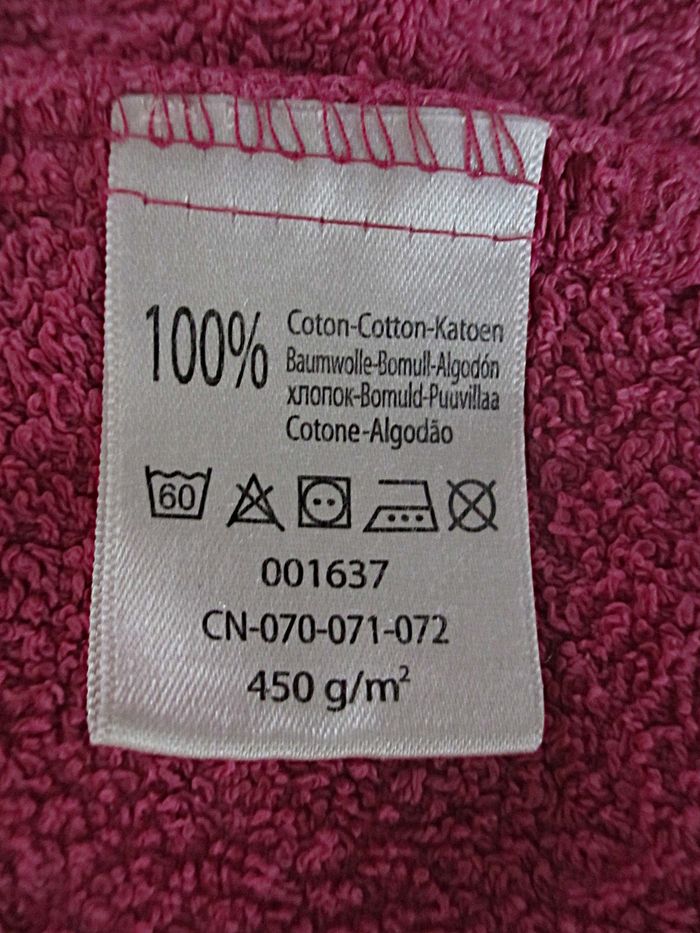 100% Coton-Cotton-Katoen
Baumwolle-Bomull-Algodón
хлопок-Bomuld-Puuvillaa
Cotone-Algodão
60
001637
CN-070-071-072
450 g/m²